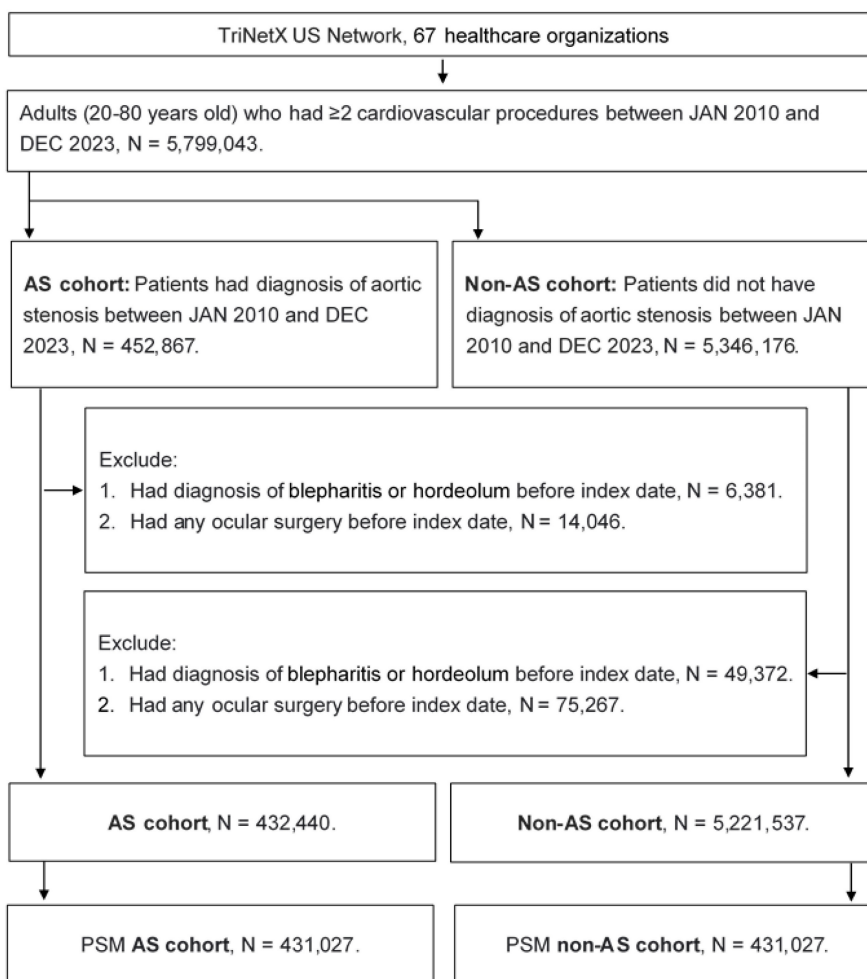 TriNetX US Network, 67 healthcare organizations
Adults (20-80 years old) who had ≥2 cardiovascular procedures between JAN 2010 and
DEC 2023, N = 5,799,043.
AS cohort: Patients had diagnosis of aortic
stenosis between JAN 2010 and DEC
2023, N = 452,867.
Non-AS cohort: Patients did not have
diagnosis of aortic stenosis between JAN
2010 and DEC 2023, N = 5,346,176.
Exclude:
1. Had diagnosis of blepharitis or hordeolum before index date, N = 6,381.
2. Had any ocular surgery before index date, N = 14,046.
Exclude:
1. Had diagnosis of blepharitis or hordeolum before index date, N = 49,372.
2. Had any ocular surgery before index date, N = 75,267.
AS cohort, N = 432,440.
Non-AS cohort, N = 5,221,537.
PSM AS cohort, N = 431,027.
PSM non-AS cohort, N = 431,027.